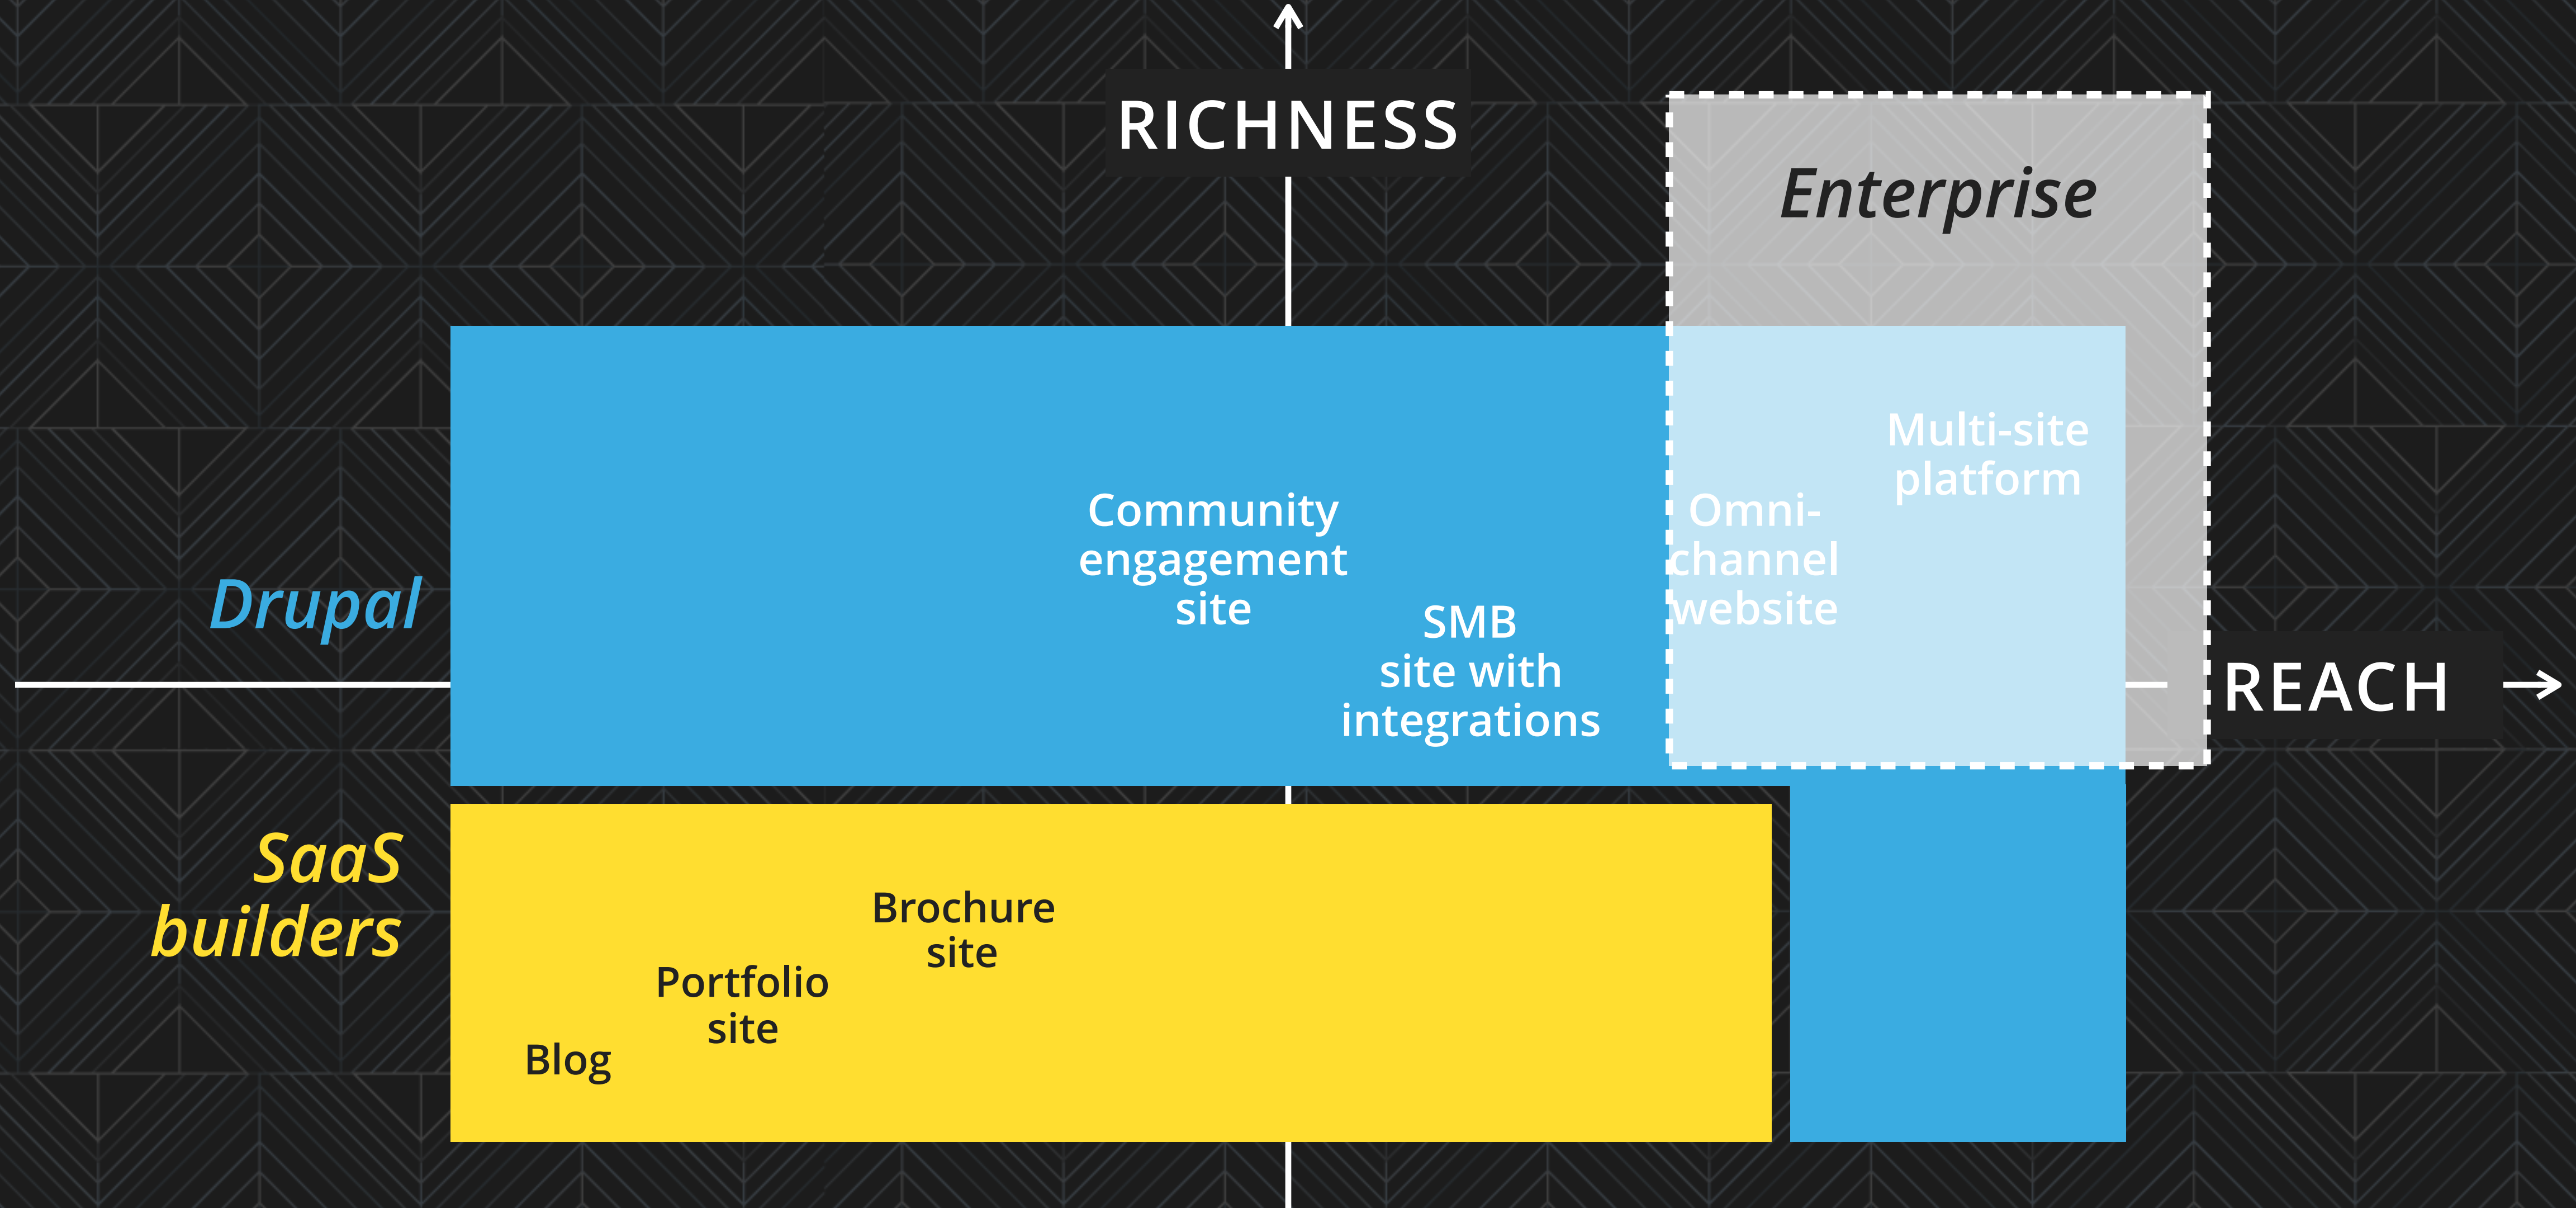 RICHNESS
Enterprise
Multi-site
platform
Community
engagement
site
Omni-
channel
website
SMB
site with
integrations
Drupal
REACH
SaaS
builders
Brochure
site
Portfolio
site
Blog